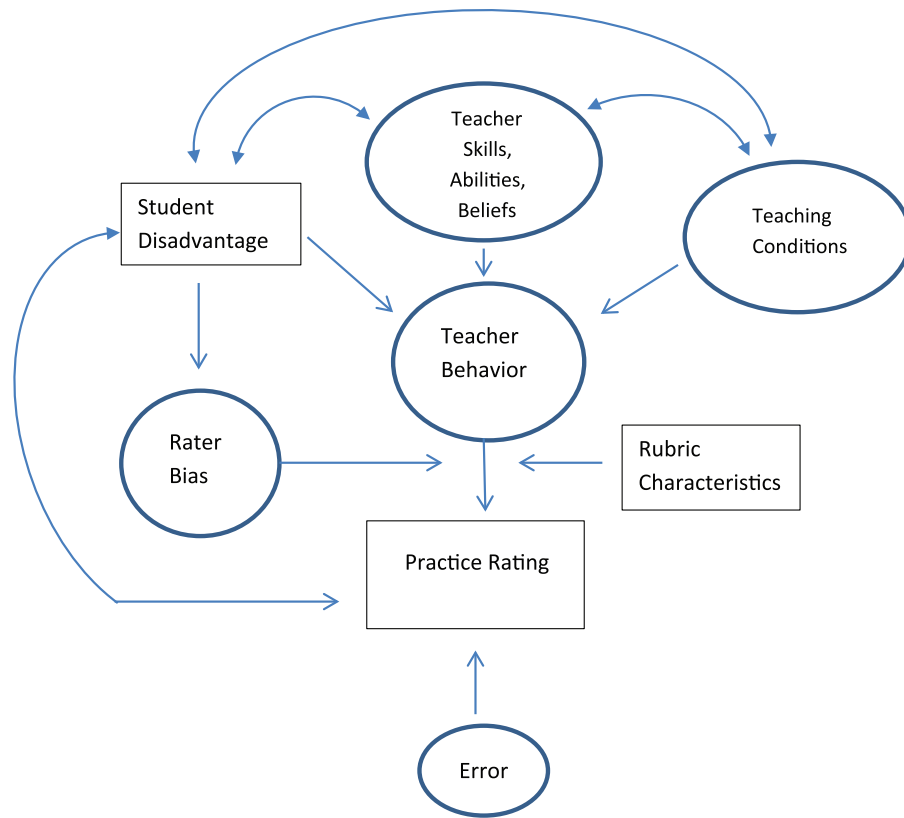 Teacher
Skills,
Abilities,
Beliefs
Student
Disadvantage
Teaching
Conditions
Teacher
Behavior
Rater
Bias
Rubric
Characteristics
Practice Rating
Error